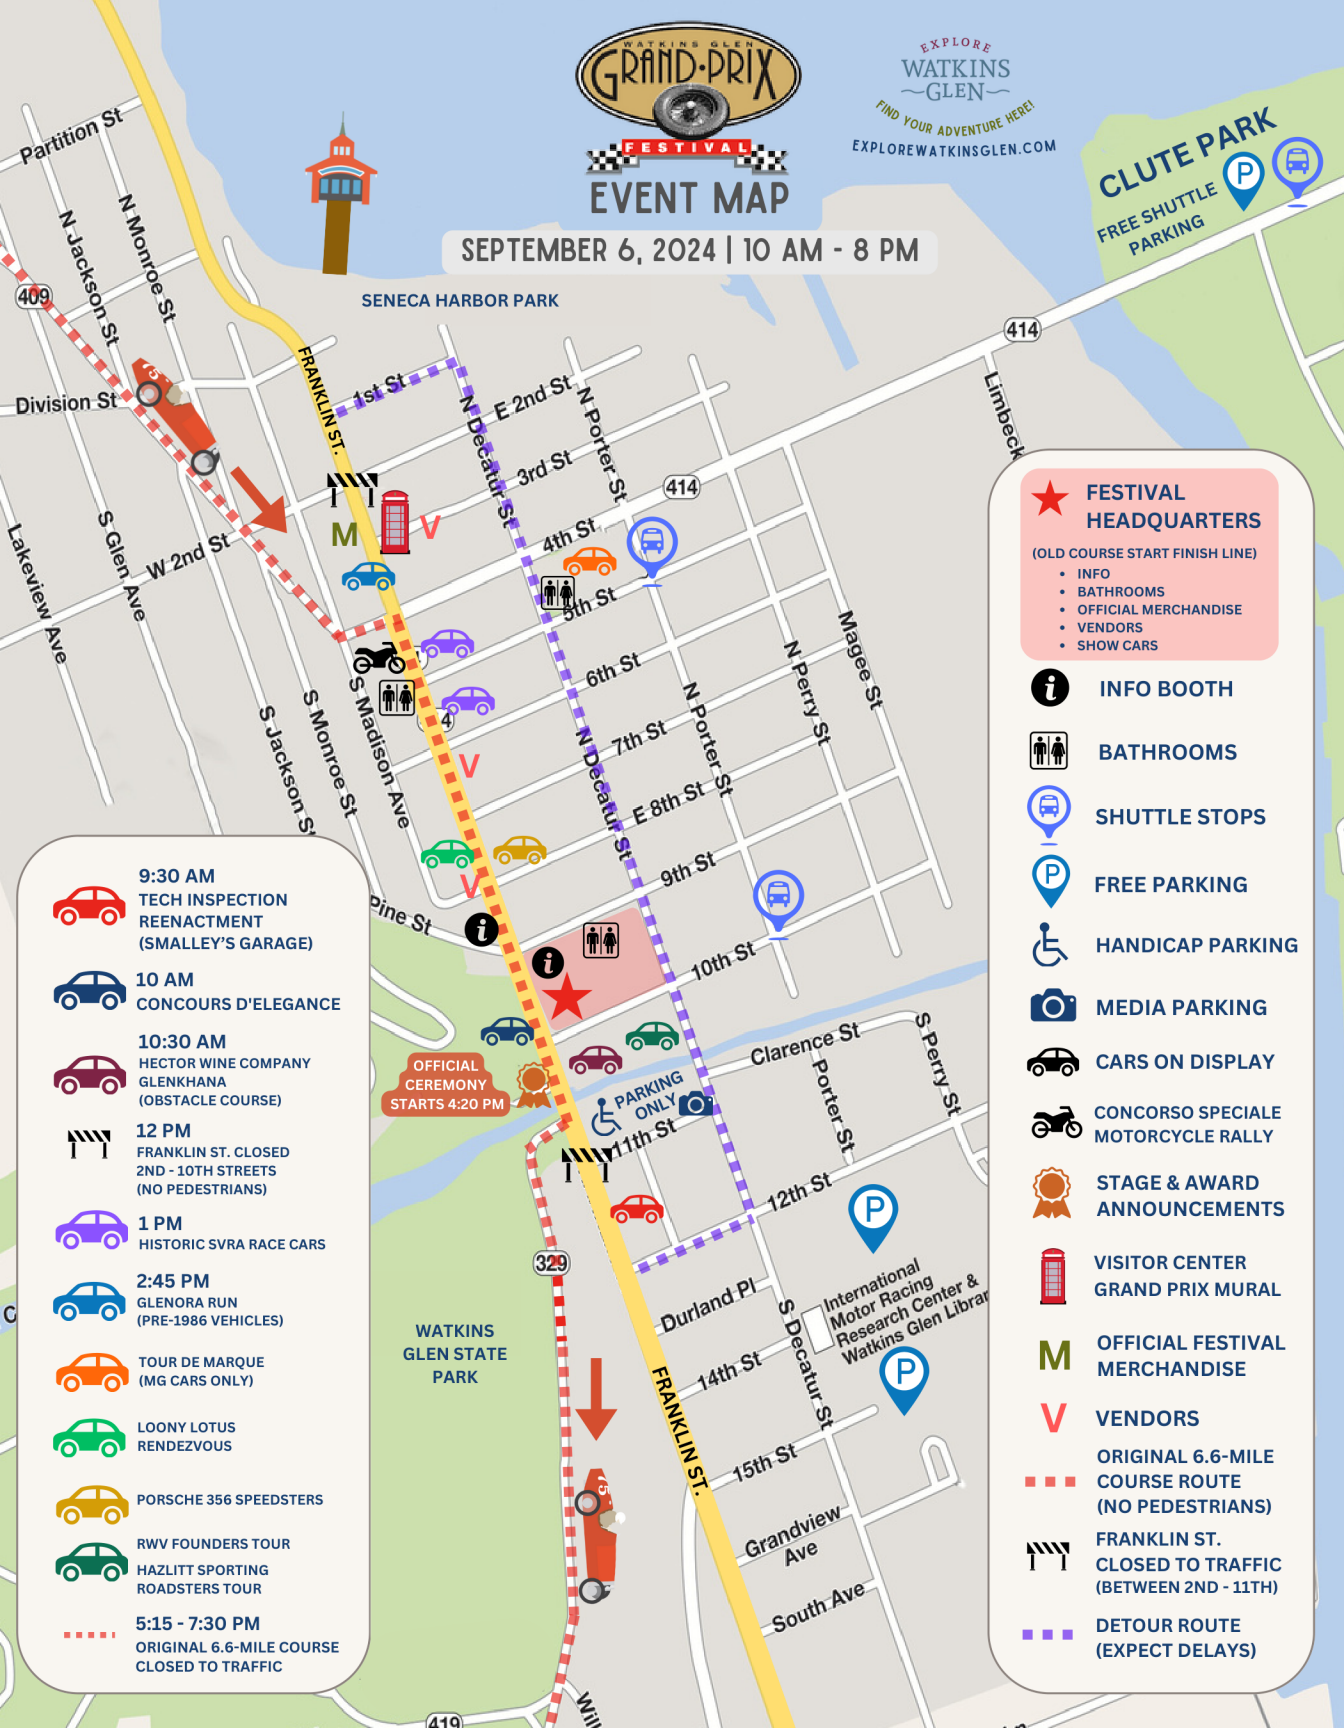 WATKINS GLEN
GRAND-PRIX
FESTIVAL
EVENT MAP
SEPTEMBER 6, 2024 | 10 AM - 8 PM
EXPLORE
WATKINS
GLEN
FIND YOUR ADVENTURE HERE!
EXPLOREWATKINSGLEN.COM
CLUTE PARK
FREE SHUTTLE
PARKING
P
SENECA HARBOR PARK
Partition St
N Jackson St
N Monroe St
409
75
Division St
FRANKLIN ST.
1st St
N Decatur St
E 2nd St
N Porter St
3rd St
414
414
Limbeck
4th St
5th St
M
V
Lakeview Ave
S Glen Ave
W 2nd St
S Jackson St
S Monroe St
S Madison Ave
4
6th St
7th St
N Decatur St
N Porter St
N Perry St
Magee St
E 8th St
9th St
10th St
V
V
Pine St
i
i
OFFICIAL
CEREMONY
STARTS 4:20 PM
PARKING
ONLY
11th St
Clarence St
Porter St
S Perry St
12th St
P
329
WATKINS
GLEN STATE
PARK
International
Motor Racing
Research Center &
Watkins Glen Librar
P
Durland Pl
14th St
S Decatur St
FRANKLIN ST.
15th St
75
Grandview
Ave
South Ave
419
Will
C
9:30 AM
TECH INSPECTION
REENACTMENT
(SMALLEY'S GARAGE)
10 AM
CONCOURS D'ELEGANCE
10:30 AM
HECTOR WINE COMPANY
GLENKHANA
(OBSTACLE COURSE)
12 PM
FRANKLIN ST. CLOSED
2ND - 10TH STREETS
(NO PEDESTRIANS)
1 PM
HISTORIC SVRA RACE CARS
2:45 PM
GLENORA RUN
(PRE-1986 VEHICLES)
TOUR DE MARQUE
(MG CARS ONLY)
LOONY LOTUS
RENDEZVOUS
PORSCHE 356 SPEEDSTERS
RWV FOUNDERS TOUR
HAZLITT SPORTING
ROADSTERS TOUR
5:15 - 7:30 PM
ORIGINAL 6.6-MILE COURSE
CLOSED TO TRAFFIC
FESTIVAL
HEADQUARTERS
(OLD COURSE START FINISH LINE)
• INFO
• BATHROOMS
• OFFICIAL MERCHANDISE
• VENDORS
• SHOW CARS
i INFO BOOTH
BATHROOMS
SHUTTLE STOPS
P FREE PARKING
HANDICAP PARKING
MEDIA PARKING
CARS ON DISPLAY
CONCORSO SPECIALE
MOTORCYCLE RALLY
STAGE & AWARD
ANNOUNCEMENTS
VISITOR CENTER
GRAND PRIX MURAL
M OFFICIAL FESTIVAL
MERCHANDISE
V VENDORS
ORIGINAL 6.6-MILE
COURSE ROUTE
(NO PEDESTRIANS)
FRANKLIN ST.
CLOSED TO TRAFFIC
(BETWEEN 2ND - 11TH)
DETOUR ROUTE
(EXPECT DELAYS)